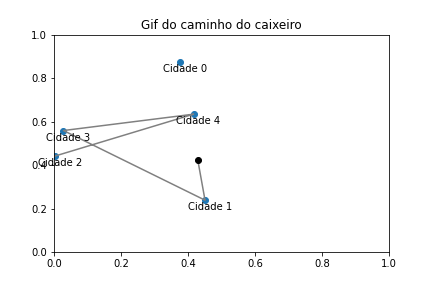 Gif do caminho do caixeiro
1.0
Cidade 0
0.8
Cidade 4
0.6
Cidade 3
Cidade 2
0.4
Cidade 1
0.2
0.0
0.0 0.2 0.4 0.6 0.8 1.0